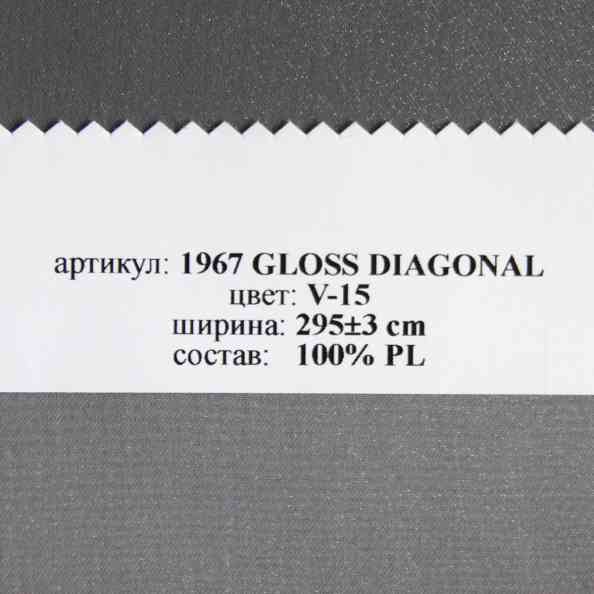 артикул: 1967 GLOSS DIAGONAL
цвет: V-15
ширина: 295±3 cm
состав: 100% PL